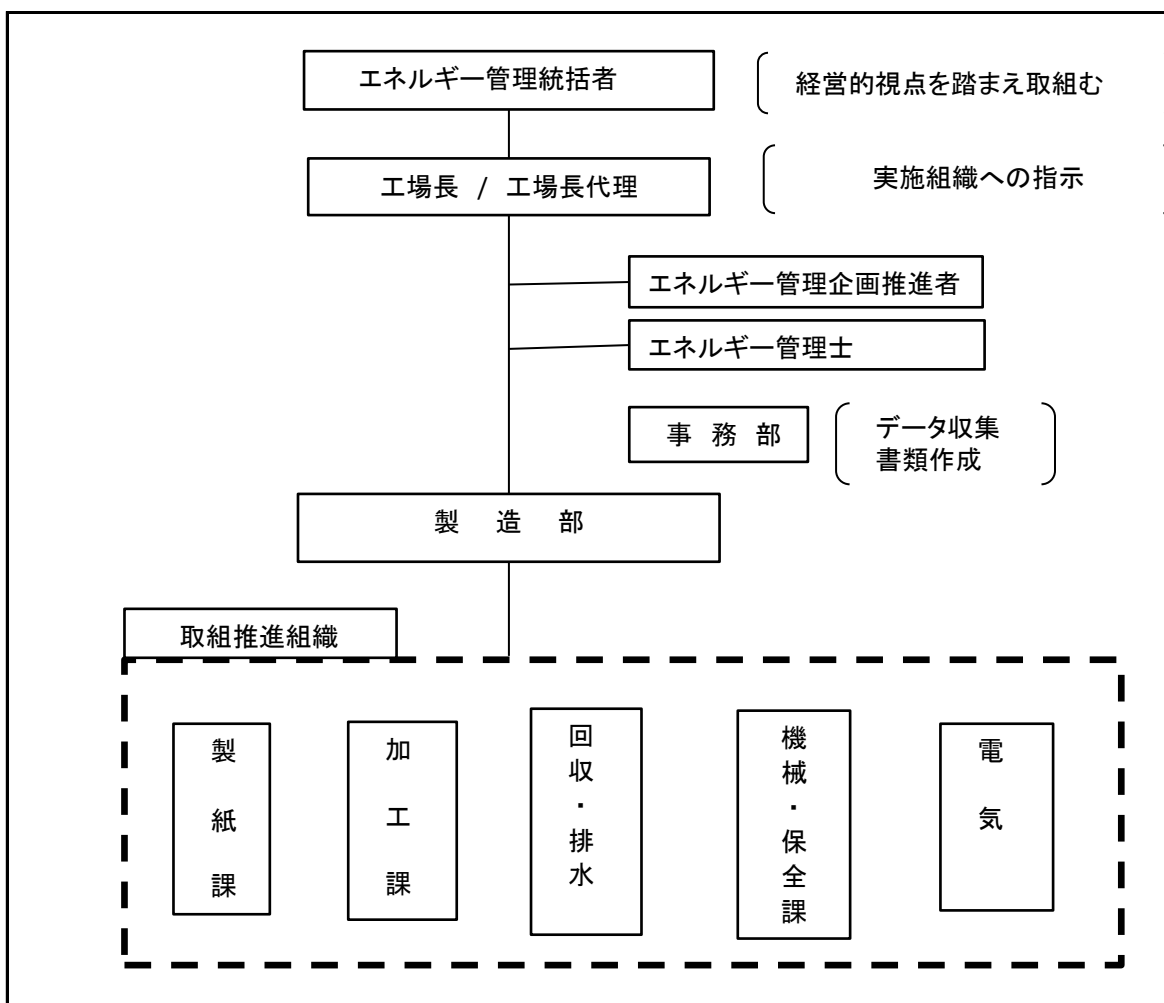 エネルギー管理統括者
経営的視点を踏まえ取組む
工場長 / 工場長代理
実施組織への指示
エネルギー管理企画推進者
エネルギー管理士
事 務 部
データ収集
書類作成
製 造 部
取組推進組織
製紙課
加工課
回収・排水
機械・保全課
電気